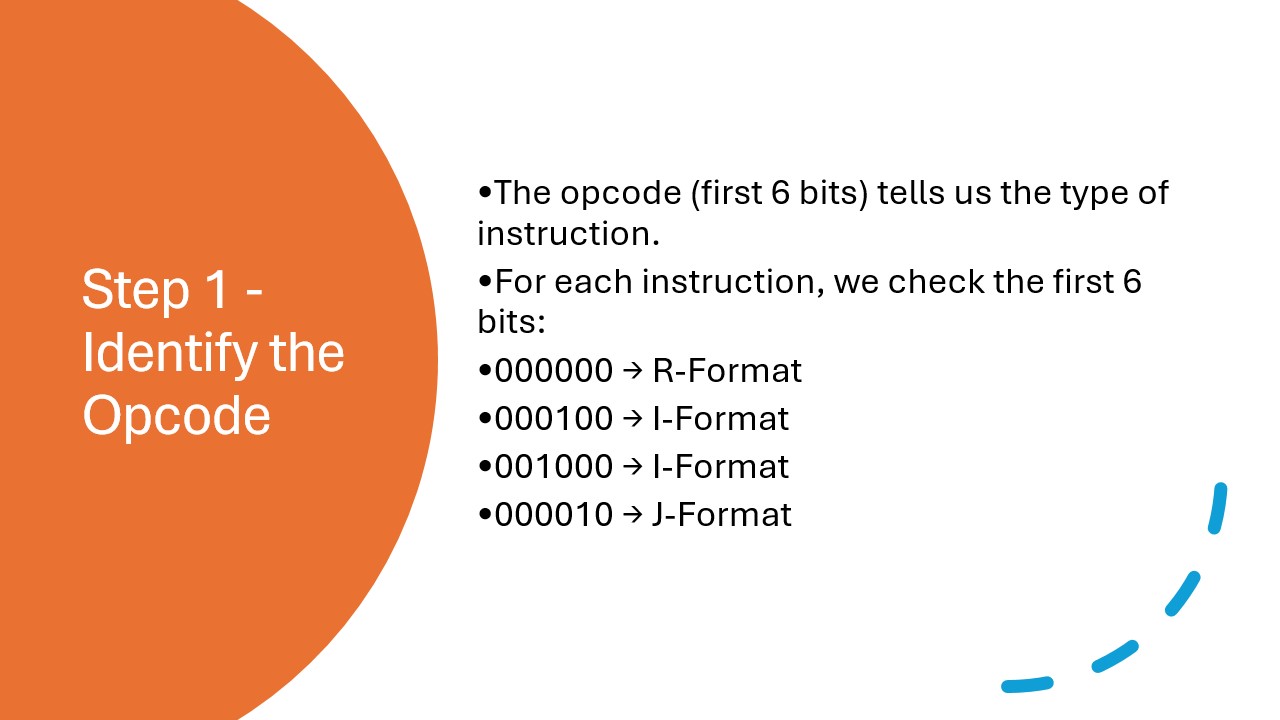 Step 1 -
Identify the
Opcode
•The opcode (first 6 bits) tells us the type of
instruction.
•For each instruction, we check the first 6
bits:
•000000 → R-Format
•000100 → I-Format
•001000 → I-Format
•000010 → J-Format